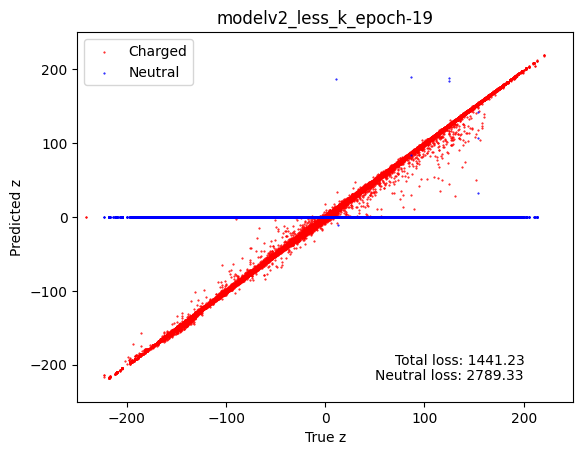 modelv2_less_k_epoch-19
Charged
Neutral
200
100
0
−100
−200
Predicted z
Total loss: 1441.23
Neutral loss: 2789.33
−200
−100
0
100
200
True z